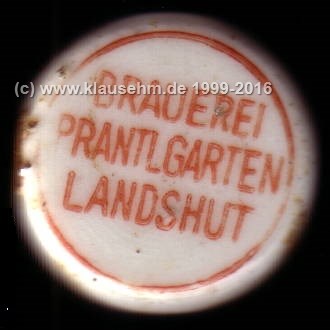 (c) www.klausehm.de 1999-2016
BRAUEREI
PRANTLGARTEN
LANDSHUT